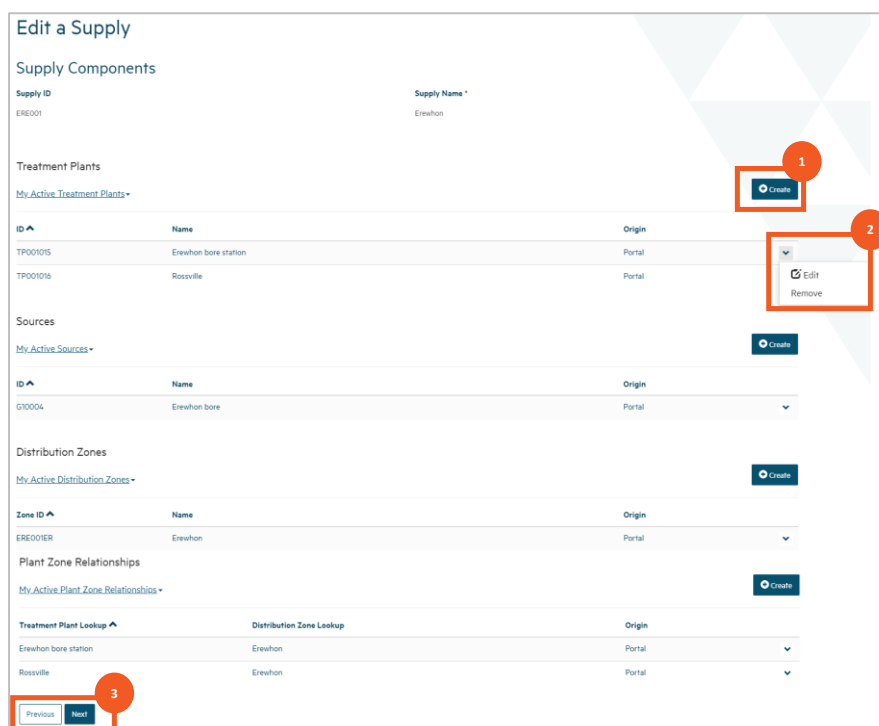 Edit a Supply
Supply Components
Supply ID Supply Name *
ERE001 Erewhon
Treatment Plants
1
My Active Treatment Plants
Create
ID Name Origin
2
TP001015 Erewhon bore station Portal
Edit
TP001016 Rossville Portal
Remove
Sources
My Active Sources
Create
ID Name Origin
G10004 Erewhon bore Portal
Distribution Zones
My Active Distribution Zones
Create
Zone ID Name Origin
ERE001ER Erewhon Portal
Plant Zone Relationships
My Active Plant Zone Relationships
Create
Treatment Plant Lookup Distribution Zone Lookup Origin
Erewhon bore station Erewhon Portal
Rossville Erewhon Portal
3
Previous Next